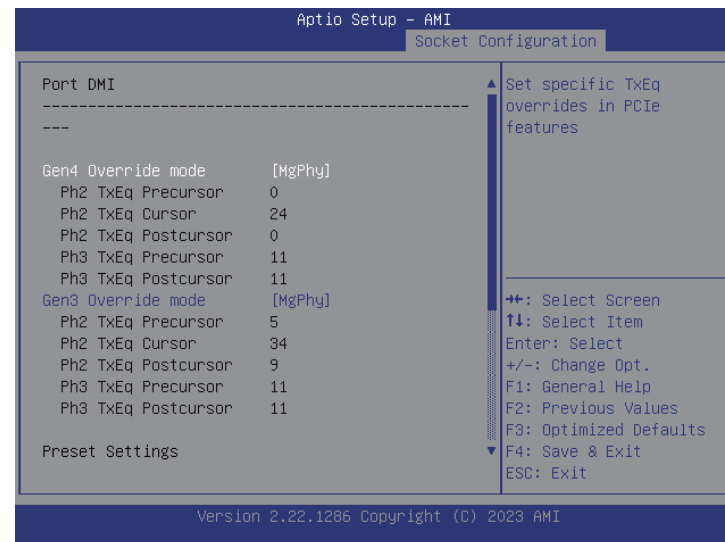 Aptio Setup – AMI
Socket Configuration
Port DMI
-----------------------------------------------
---
Gen4 Override mode [MgPhy]
Ph2 TxEq Precursor 0
Ph2 TxEq Cursor 24
Ph2 TxEq Postcursor 0
Ph3 TxEq Precursor 11
Ph3 TxEq Postcursor 11
Gen3 Override mode [MgPhy]
Ph2 TxEq Precursor 5
Ph2 TxEq Cursor 34
Ph2 TxEq Postcursor 9
Ph3 TxEq Precursor 11
Ph3 TxEq Postcursor 11
Preset Settings
Set specific TxEq
overrides in PCIe
features
→←: Select Screen
↑↓: Select Item
Enter: Select
+/-: Change Opt.
F1: General Help
F2: Previous Values
F3: Optimized Defaults
F4: Save & Exit
ESC: Exit
Version 2.22.1286 Copyright (C) 2023 AMI